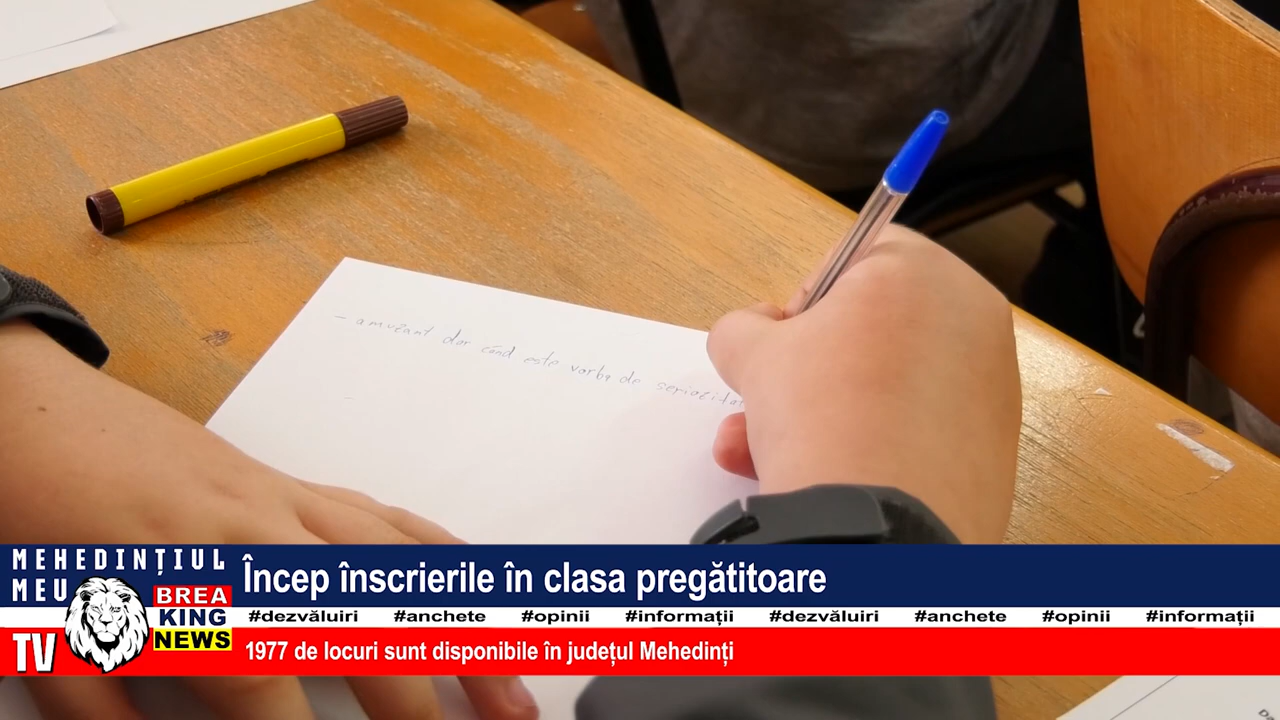 - amuzant dar când este vorba de
MEHEDINȚIUL
MEU
TV
BREA
KING
NEWS
Încep înscrierile în clasa pregătitoare
#dezvăluiri #anchete #opinii #informații #dezvăluiri #anchete #opinii #informații
1977 de locuri sunt disponibile în județul Mehedinți